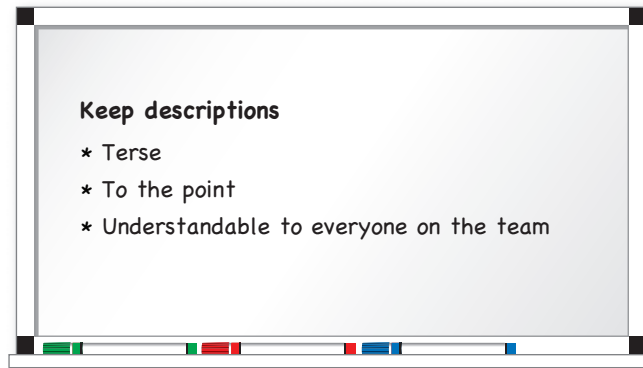 Keep descriptions
* Terse
* To the point
* Understandable to everyone on the team